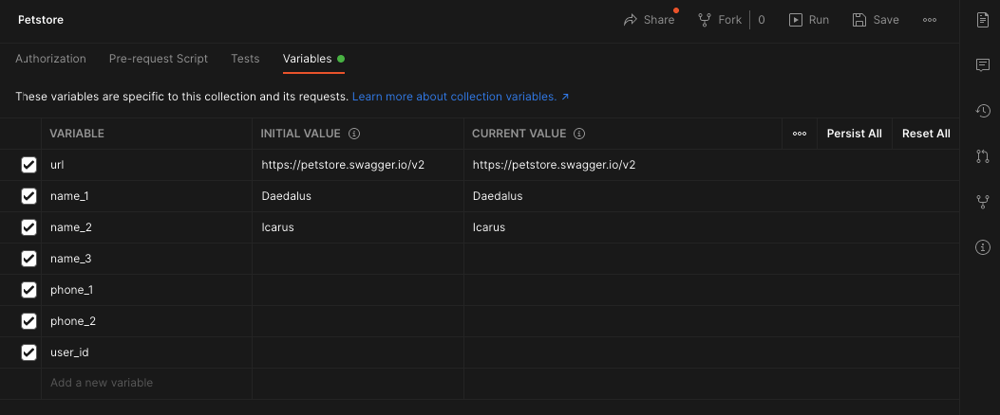 Petstore
Share Fork 0 Run Save
Authorization Pre-request Script Tests Variables
These variables are specific to this collection and its requests. Learn more about collection variables. ↗
VARIABLE INITIAL VALUE CURRENT VALUE Persist All Reset All
url https://petstore.swagger.io/v2 https://petstore.swagger.io/v2
name_1 Daedalus Daedalus
name_2 Icarus Icarus
name_3
phone_1
phone_2
user_id
Add a new variable